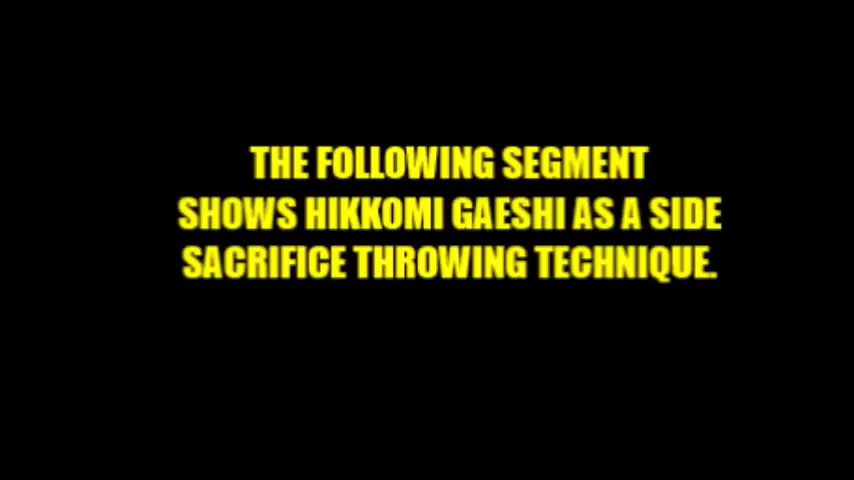 THE FOLLOWING SEGMENT
SHOWS HIKKOMI GAESHI AS A SIDE
SACRIFICE THROWING TECHNIQUE.